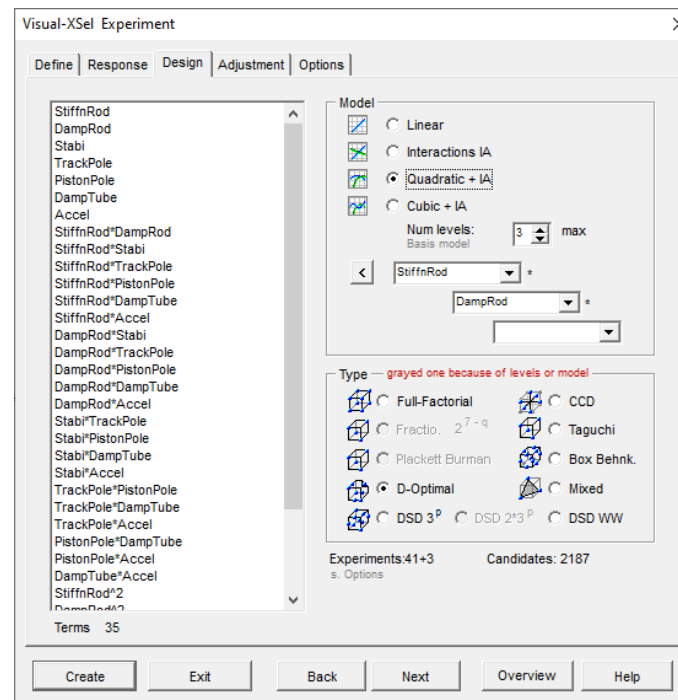 Visual-XSel Experiment
Define Response Design Adjustment Options
StiffnRod
DampRod
Stabi
TrackPole
PistonPole
DampTube
Accel
StiffnRod*DampRod
StiffnRod*Stabi
StiffnRod*TrackPole
StiffnRod*PistonPole
StiffnRod*DampTube
StiffnRod*Accel
DampRod*Stabi
DampRod*TrackPole
DampRod*PistonPole
DampRod*DampTube
DampRod*Accel
Stabi*TrackPole
Stabi*PistonPole
Stabi*DampTube
Stabi*Accel
TrackPole*PistonPole
TrackPole*DampTube
TrackPole*Accel
PistonPole*DampTube
PistonPole*Accel
DampTube*Accel
StiffnRod^2
DampRod^2
Terms 35
Model
Linear
Interactions IA
Quadratic + IA
Cubic + IA
Num levels: 3 max
Basis model
< StiffnRod *
DampRod *
Type grayed one because of levels or model
Full-Factorial CCD
Fractio. 2^7-q Taguchi
Plackett Burman Box Behnk.
D-Optimal Mixed
DSD 3^p DSD 2*3^p DSD WW
Experiments:41+3 Candidates: 2187
s. Options
Create Exit Back Next Overview Help